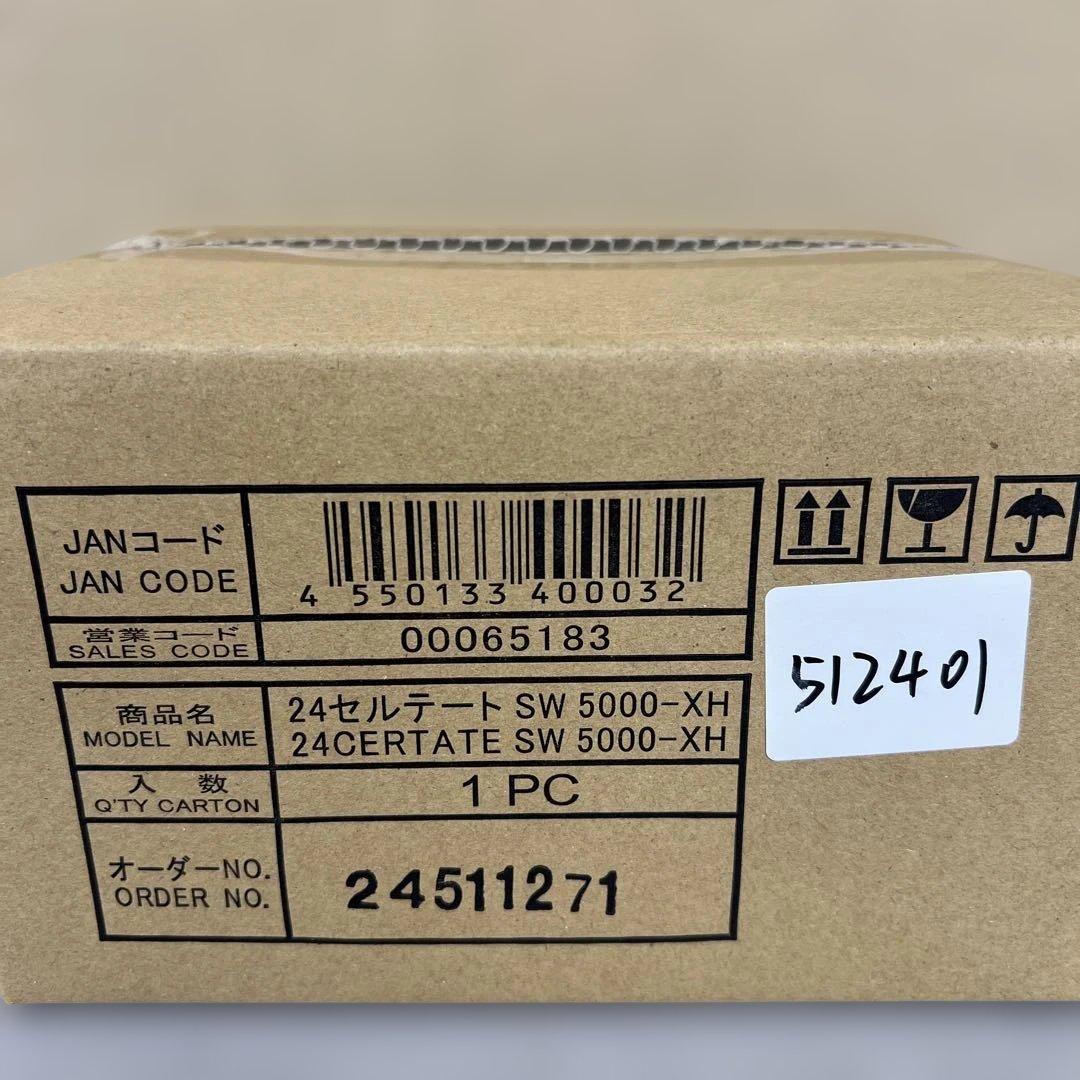 JANコード
JAN CODE
4 550133 400032
営業コード
SALES CODE
00065183
商品名
MODEL NAME
24セルテート SW 5000-XH
24CERTATE SW 5000-XH
入 数
Q'TY CARTON
1 PC
オーダーNO.
ORDER NO.
24511271
512401